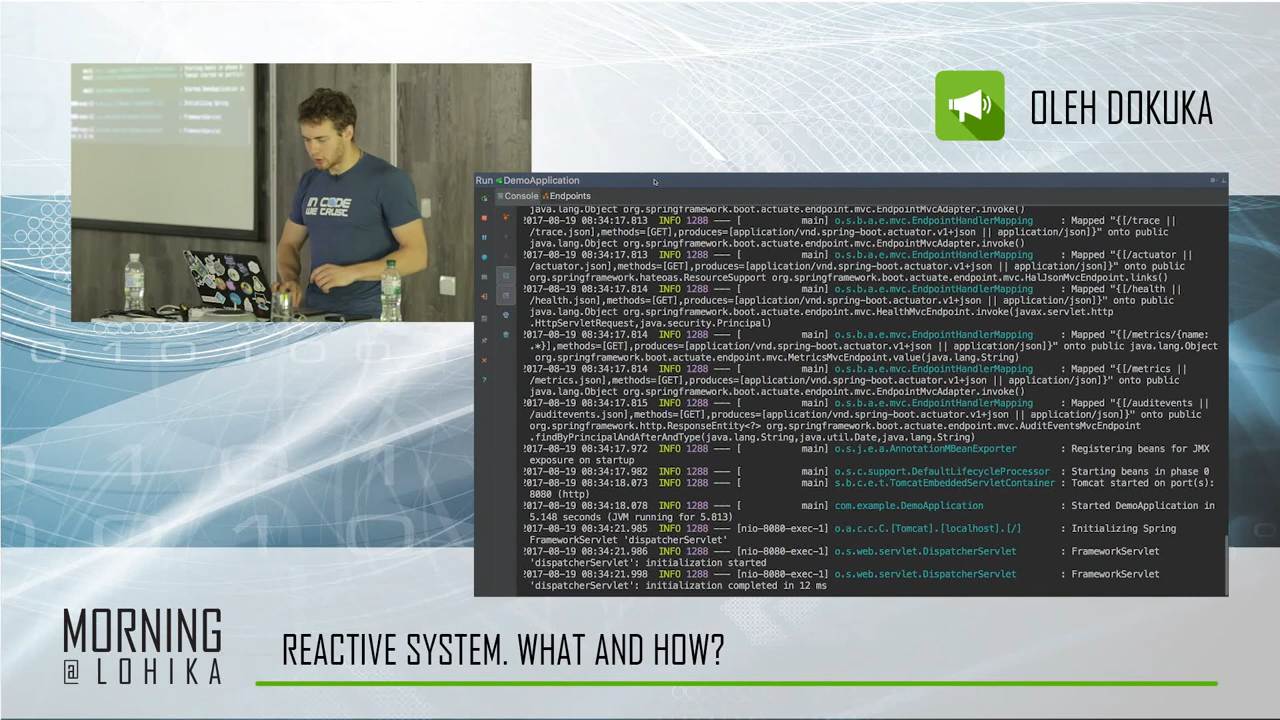 OLEH DOKUKA
IN CODE
WE TRUST
Run DemoApplication
Console Endpoints
java.lang.Object org.springframework.boot.actuate.endpoint.mvc.EndpointMvcAdapter.invoke()
2017-08-19 08:34:17.813 INFO 1288 --- [ main] o.s.b.a.e.mvc.EndpointHandlerMapping : Mapped "{[/trace ||
/trace.json],methods=[GET],produces=[application/vnd.spring-boot.actuator.v1+json || application/json]}" onto public
java.lang.Object org.springframework.boot.actuate.endpoint.mvc.EndpointMvcAdapter.invoke()
2017-08-19 08:34:17.813 INFO 1288 --- [ main] o.s.b.a.e.mvc.EndpointHandlerMapping : Mapped "{[/actuator ||
/actuator.json],methods=[GET],produces=[application/vnd.spring-boot.actuator.v1+json || application/json]}" onto public
org.springframework.hateoas.ResourceSupport org.springframework.boot.actuate.endpoint.mvc.HalJsonMvcEndpoint.links()
2017-08-19 08:34:17.814 INFO 1288 --- [ main] o.s.b.a.e.mvc.EndpointHandlerMapping : Mapped "{[/health ||
/health.json],methods=[GET],produces=[application/vnd.spring-boot.actuator.v1+json || application/json]}" onto public
java.lang.Object org.springframework.boot.actuate.endpoint.mvc.HealthMvcEndpoint.invoke(javax.servlet.http
.HttpServletRequest,java.security.Principal)
2017-08-19 08:34:17.814 INFO 1288 --- [ main] o.s.b.a.e.mvc.EndpointHandlerMapping : Mapped "{[/metrics/{name:
.*}],methods=[GET],produces=[application/vnd.spring-boot.actuator.v1+json || application/json]}" onto public java.lang.Object
org.springframework.boot.actuate.endpoint.mvc.MetricsMvcEndpoint.value(java.lang.String)
2017-08-19 08:34:17.814 INFO 1288 --- [ main] o.s.b.a.e.mvc.EndpointHandlerMapping : Mapped "{[/metrics ||
/metrics.json],methods=[GET],produces=[application/vnd.spring-boot.actuator.v1+json || application/json]}" onto public
java.lang.Object org.springframework.boot.actuate.endpoint.mvc.EndpointMvcAdapter.invoke()
2017-08-19 08:34:17.815 INFO 1288 --- [ main] o.s.b.a.e.mvc.EndpointHandlerMapping : Mapped "{[/auditevents ||
/auditevents.json],methods=[GET],produces=[application/vnd.spring-boot.actuator.v1+json || application/json]}" onto public
org.springframework.http.ResponseEntity<?> org.springframework.boot.actuate.endpoint.mvc.AuditEventsMvcEndpoint
.findByPrincipalAndAfterAndType(java.lang.String,java.util.Date,java.lang.String)
2017-08-19 08:34:17.972 INFO 1288 --- [ main] o.s.j.e.a.AnnotationMBeanExporter : Registering beans for JMX
exposure on startup
2017-08-19 08:34:17.982 INFO 1288 --- [ main] o.s.c.support.DefaultLifecycleProcessor : Starting beans in phase 0
2017-08-19 08:34:18.073 INFO 1288 --- [ main] s.b.c.e.t.TomcatEmbeddedServletContainer : Tomcat started on port(s):
8080 (http)
2017-08-19 08:34:18.078 INFO 1288 --- [ main] com.example.DemoApplication : Started DemoApplication in
5.148 seconds (JVM running for 5.813)
2017-08-19 08:34:21.985 INFO 1288 --- [nio-8080-exec-1] o.a.c.c.C.[Tomcat].[localhost].[/] : Initializing Spring
FrameworkServlet 'dispatcherServlet'
2017-08-19 08:34:21.986 INFO 1288 --- [nio-8080-exec-1] o.s.web.servlet.DispatcherServlet : FrameworkServlet
'dispatcherServlet': initialization started
2017-08-19 08:34:21.998 INFO 1288 --- [nio-8080-exec-1] o.s.web.servlet.DispatcherServlet : FrameworkServlet
'dispatcherServlet': initialization completed in 12 ms
MORNING
@ LOHIKA
REACTIVE SYSTEM. WHAT AND HOW?